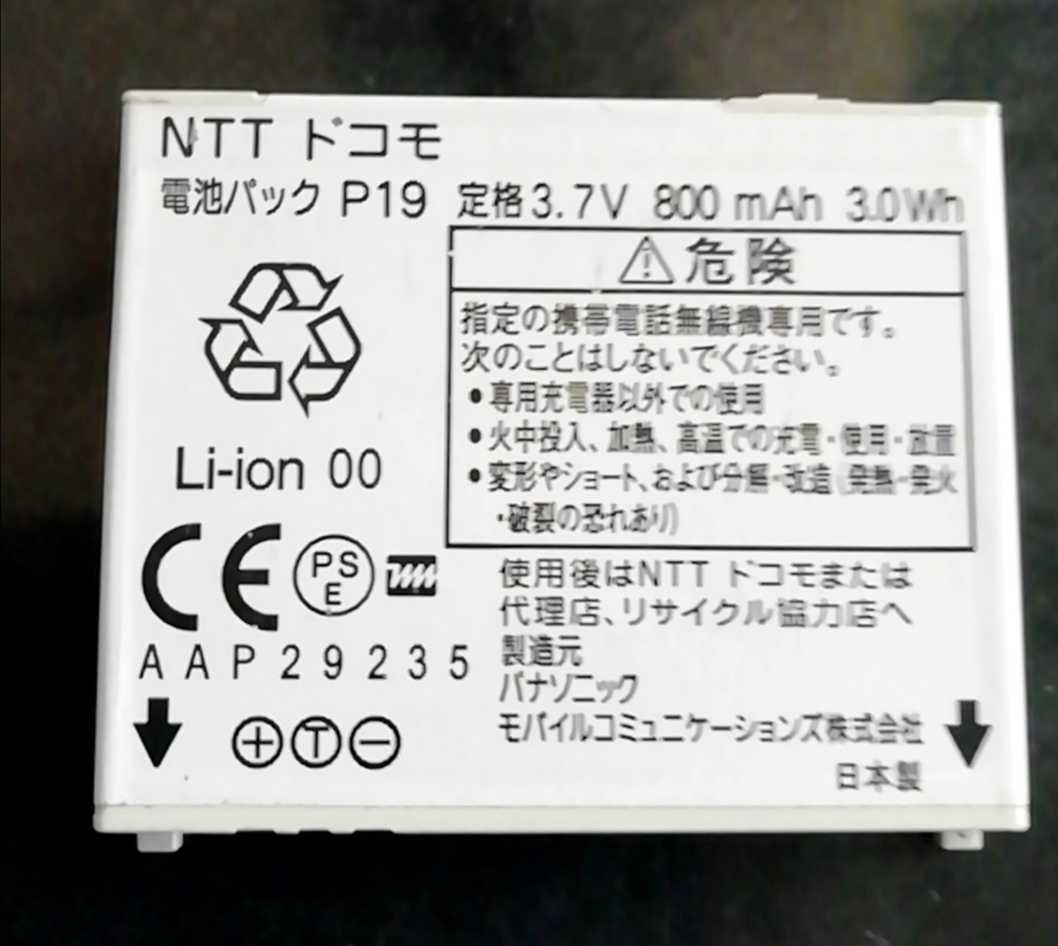 NTT ドコモ
電池パック P19 定格3.7V 800 mAh 3.0Wh
危険
指定の携帯電話無線機専用です。
次のことはしないでください。
●専用充電器以外での使用
●火中投入、加熱、高温での充電・使用・放置
●変形やショート、および分解・改造(発熱・発火
・破裂の恐れあり)
Li-ion 00
CE PSE
使用後はNTT ドコモまたは
代理店、リサイクル協力店へ
AAP29235
製造元
パナソニック
モバイルコミュニケーションズ株式会社
日本製
+ T −